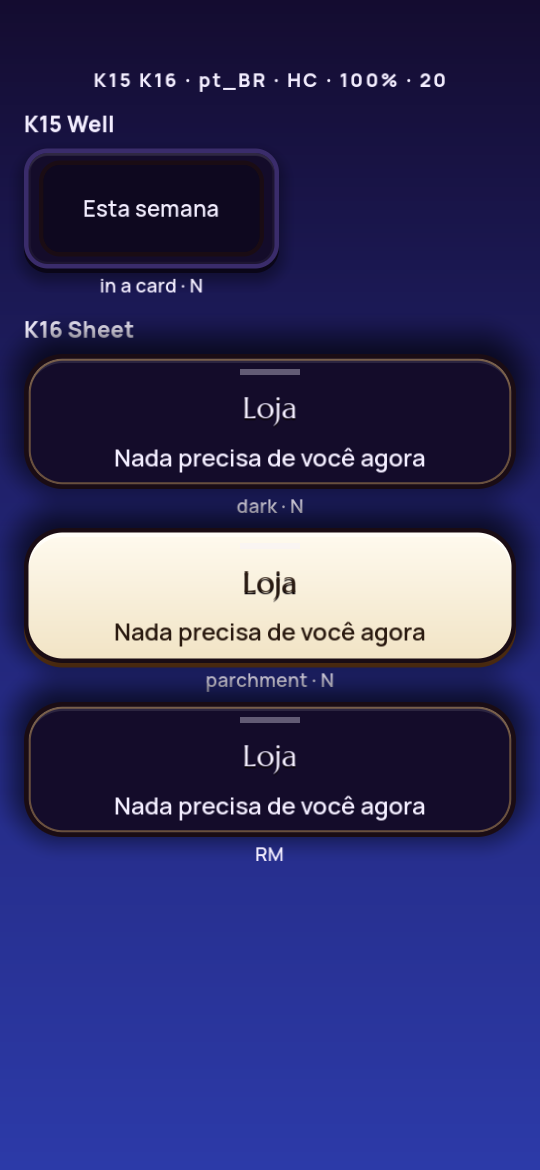 K15 K16 · pt_BR · HC · 100% · 20
K15 Well
Esta semana
in a card · N
K16 Sheet
Loja
Nada precisa de você agora
dark · N
Loja
Nada precisa de você agora
parchment · N
Loja
Nada precisa de você agora
RM